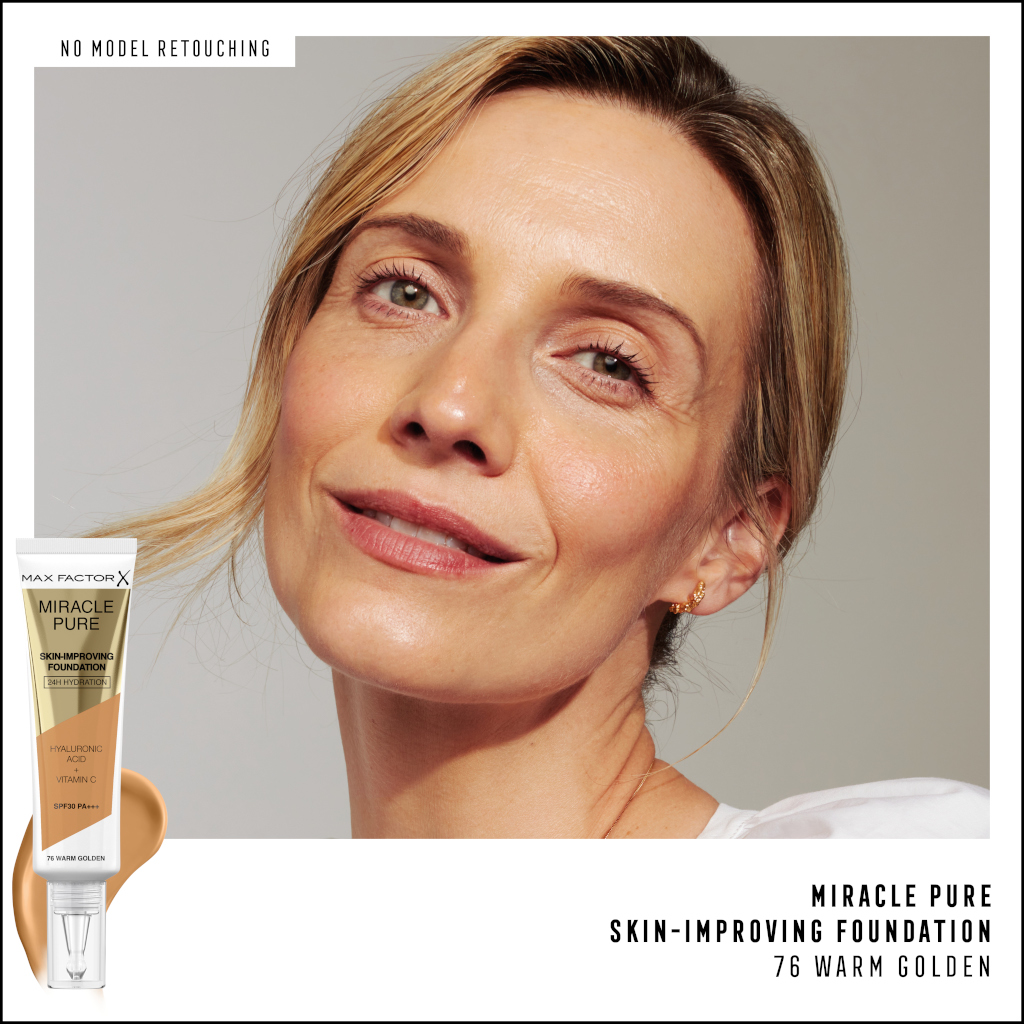 NO MODEL RETOUCHING
MAX FACTOR X
MIRACLE
PURE
SKIN-IMPROVING
FOUNDATION
24H HYDRATION
HYALURONIC
ACID
+
VITAMIN C
SPF30 PA+++
76 WARM GOLDEN
MIRACLE PURE
SKIN-IMPROVING FOUNDATION
76 WARM GOLDEN